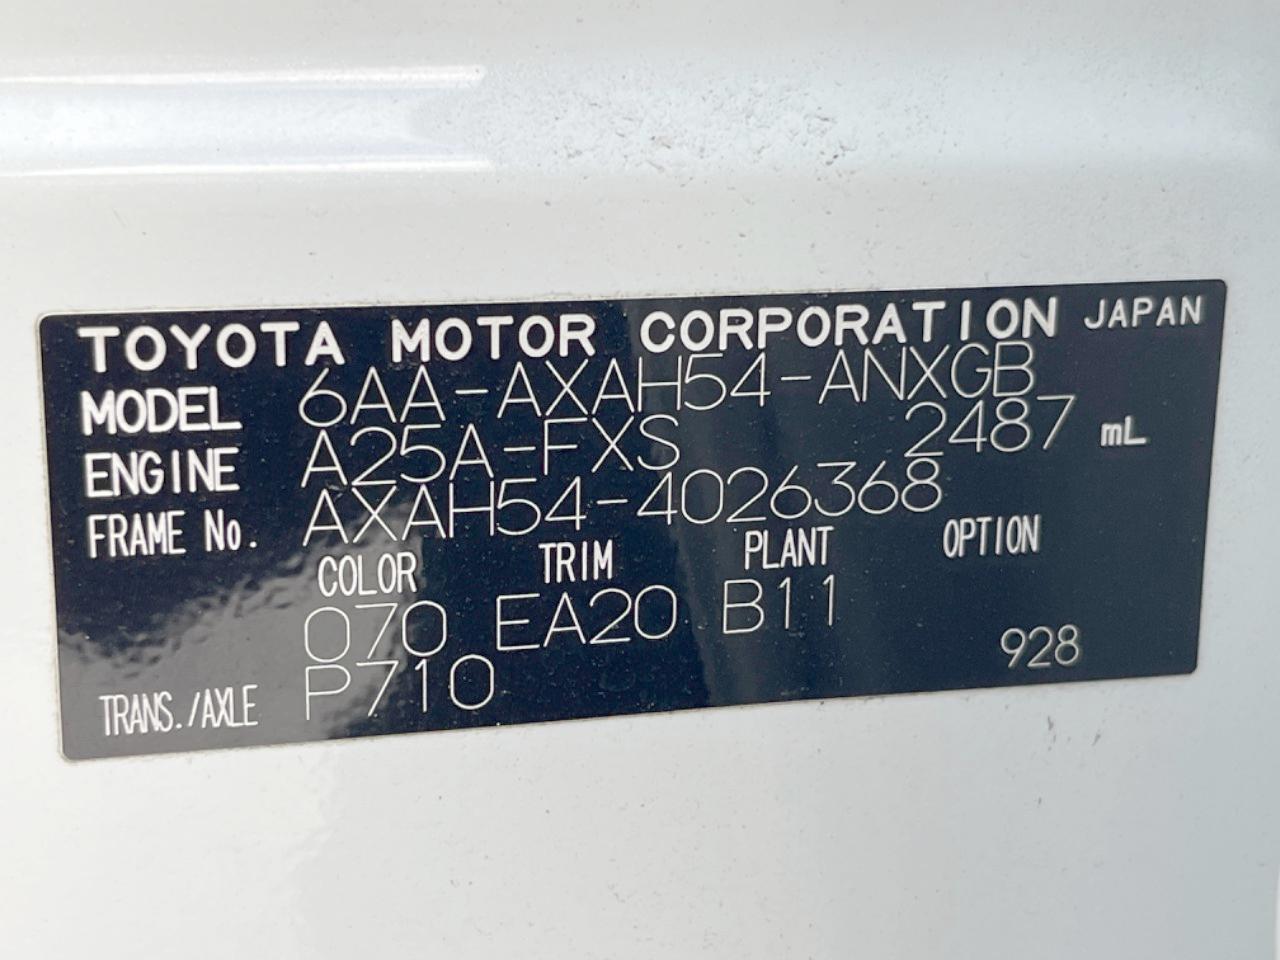 TOYOTA MOTOR CORPORATION JAPAN
MODEL 6AA-AXAH54-ANXGB
ENGINE A25A-FXS 2487 mL
FRAME No. AXAH54-4026368
COLOR TRIM PLANT OPTION
070 EA20 B11
TRANS./AXLE P710 928